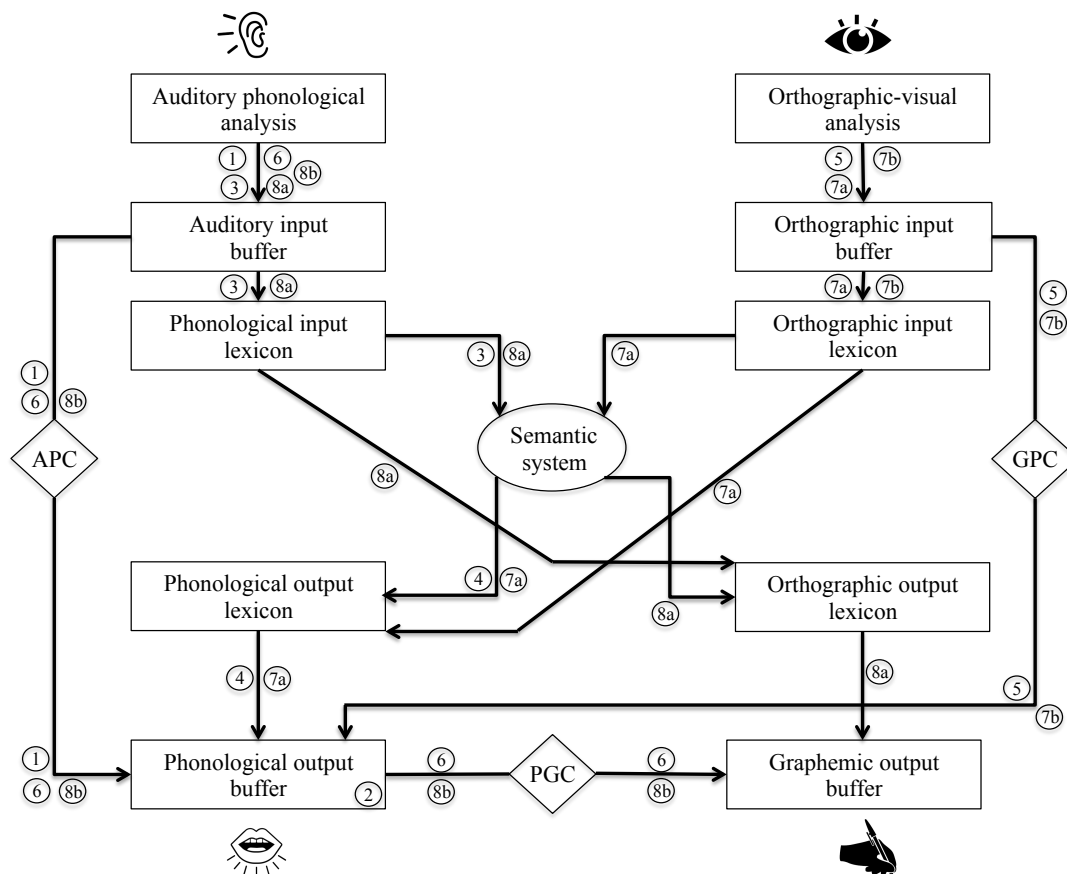 Auditory phonological
analysis
Orthographic-visual
analysis
1 6
8b
3 8a
5 7b
7a
Auditory input
buffer
Orthographic input
buffer
3 8a
7a 7b
5
7b
Phonological input
lexicon
Orthographic input
lexicon
3 8a
7a
1
6 8b
Semantic
system
APC
GPC
8a
7a
Phonological output
lexicon
4 7a
8a
Orthographic output
lexicon
4 7a
8a
5
7b
1
6 8b
Phonological output
buffer
2
6
8b
PGC
6
8b
Graphemic output
buffer